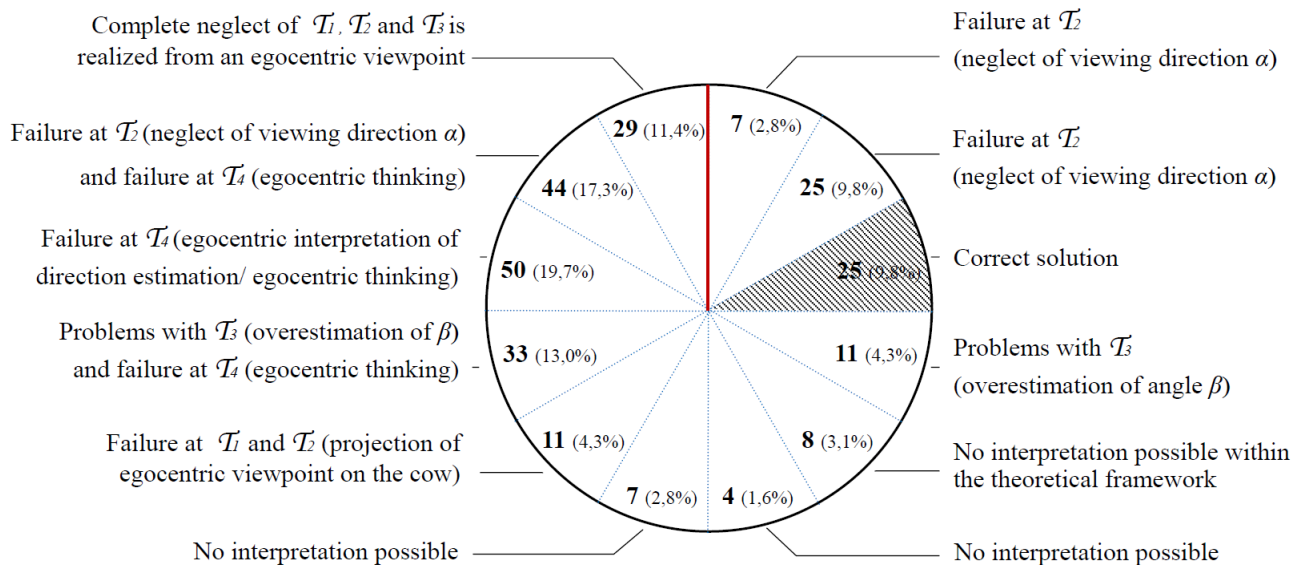 Complete neglect of 𝒯1, 𝒯2 and 𝒯3 is
realized from an egocentric viewpoint
Failure at 𝒯2 (neglect of viewing direction α)
and failure at 𝒯4 (egocentric thinking)
Failure at 𝒯4 (egocentric interpretation of
direction estimation/ egocentric thinking)
Problems with 𝒯3 (overestimation of β)
and failure at 𝒯4 (egocentric thinking)
Failure at 𝒯1 and 𝒯2 (projection of
egocentric viewpoint on the cow)
No interpretation possible
29 (11,4%)
7 (2,8%)
44 (17,3%)
25 (9,8%)
50 (19,7%)
25 (9,8%)
33 (13,0%)
11 (4,3%)
11 (4,3%)
8 (3,1%)
7 (2,8%)
4 (1,6%)
Failure at 𝒯2
(neglect of viewing direction α)
Failure at 𝒯2
(neglect of viewing direction α)
Correct solution
Problems with 𝒯3
(overestimation of angle β)
No interpretation possible within
the theoretical framework
No interpretation possible